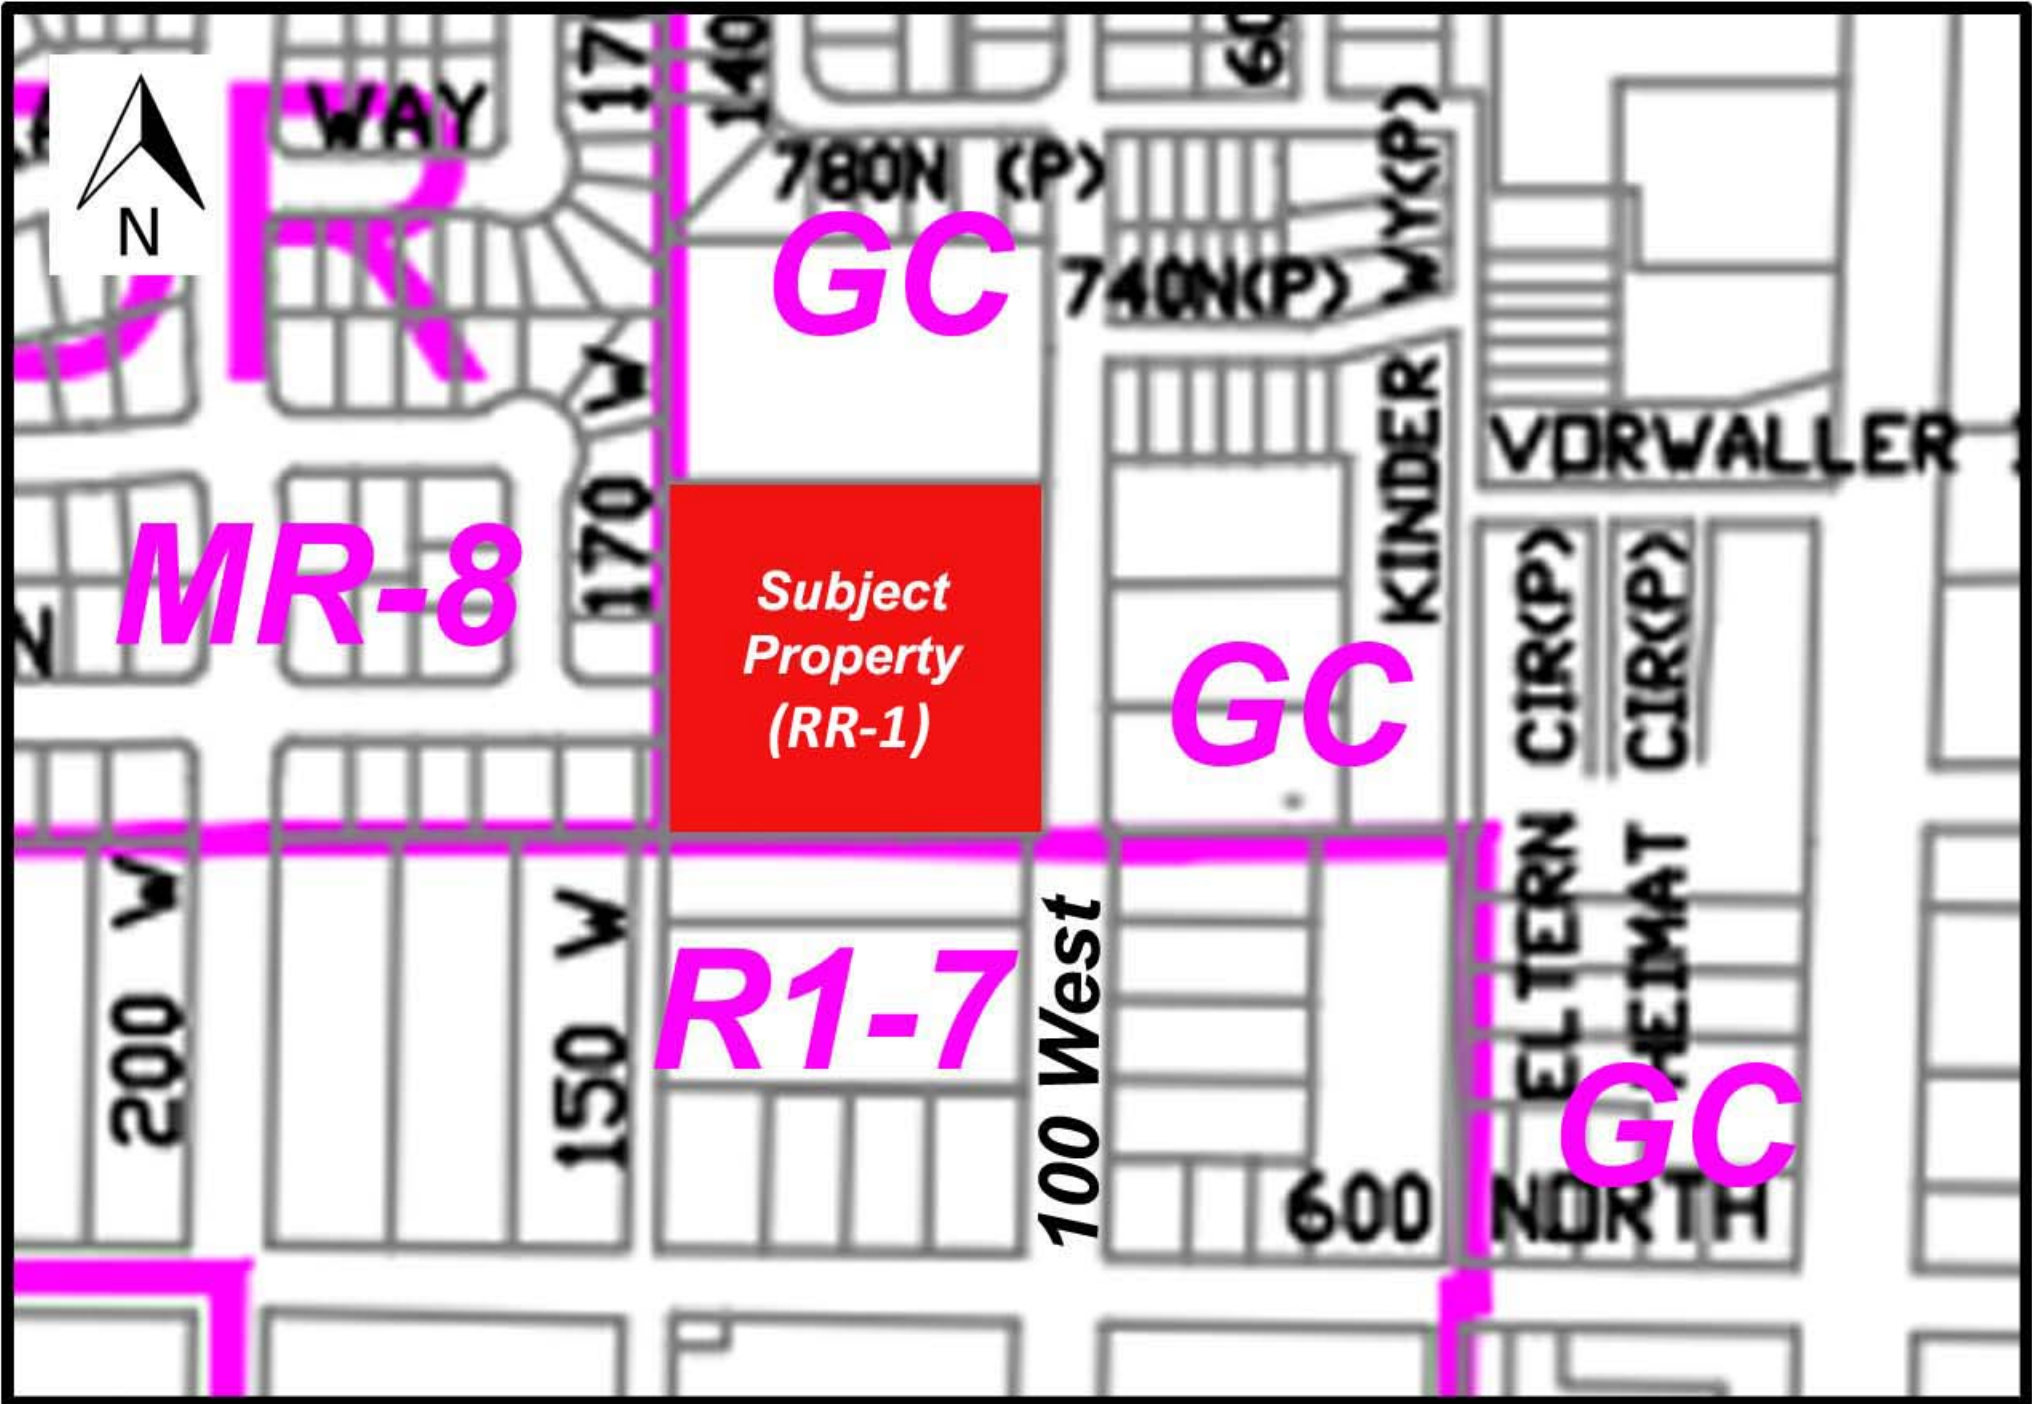 WAY
N
R
170
140
60
780N (P)
GC
740N(P)
KINDER WY(P)
170 W
VORWALLER
MR-8
N
Subject
Property
(RR-1)
GC
ELTERN CIR(P)
HEIMAT CIR(P)
200 W
150 W
R1-7
100 West
GC
600 NORTH